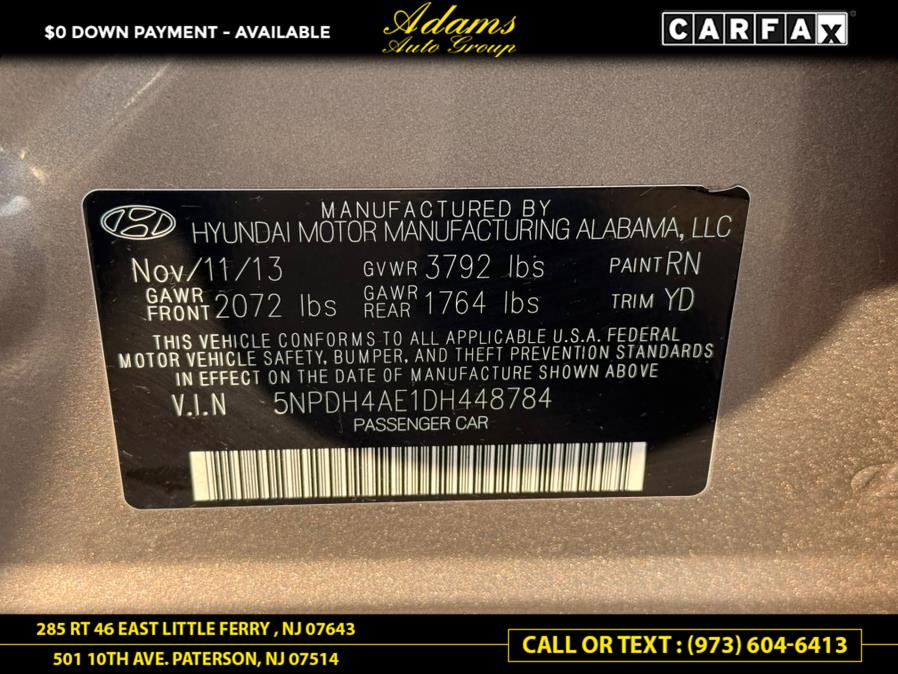 $0 DOWN PAYMENT - AVAILABLE
Adams
Auto Group
CARFAX
MANUFACTURED BY
HYUNDAI MOTOR MANUFACTURING ALABAMA, LLC
Nov/11/13 GVWR 3792 lbs PAINT RN
GAWR FRONT 2072 lbs GAWR REAR 1764 lbs TRIM YD
THIS VEHICLE CONFORMS TO ALL APPLICABLE U.S.A. FEDERAL
MOTOR VEHICLE SAFETY, BUMPER, AND THEFT PREVENTION STANDARDS
IN EFFECT ON THE DATE OF MANUFACTURE SHOWN ABOVE
V.I.N 5NPDH4AE1DH448784
PASSENGER CAR
285 RT 46 EAST LITTLE FERRY , NJ 07643
501 10TH AVE. PATERSON, NJ 07514
CALL OR TEXT : (973) 604-6413